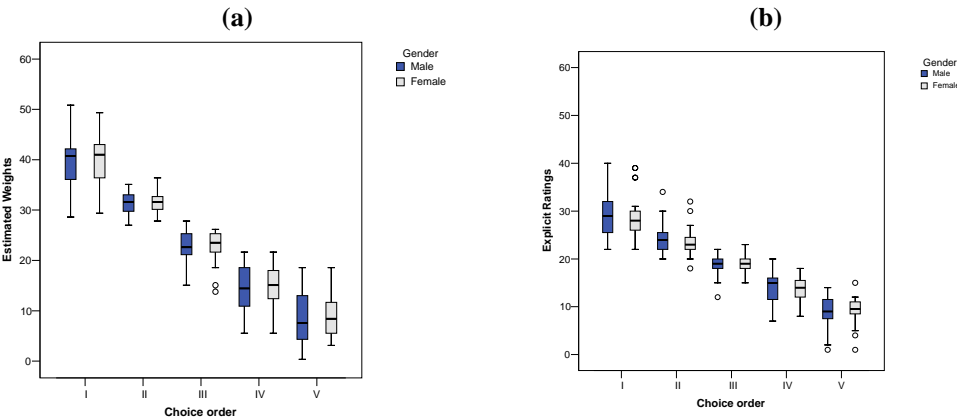 (a)
Estimated Weights
60
50
40
30
20
10
0
I II III IV V
Choice order
Gender
Male
Female
(b)
Explicit Ratings
60
50
40
30
20
10
0
I II III IV V
Choice order
Gender
Male
Female